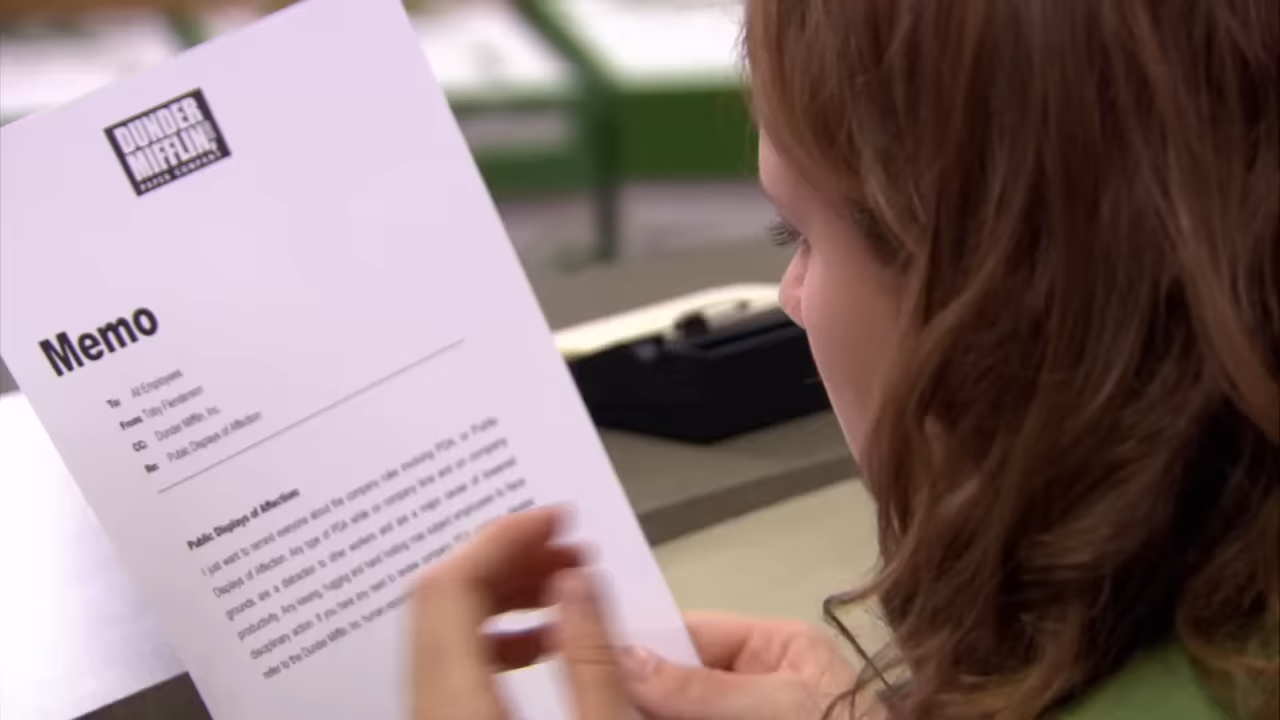 DUNDER
MIFFLIN INC
PAPER COMPANY
Memo
To: All Employees
From: Toby Flenderson
CC: Dunder Mifflin, Inc.
Re: Public Displays of Affection
Public Displays of Affections
I just want to remind everyone about the company rules involving PDA, or Public
Displays of Affection. Any type of PDA while on company time and on company
grounds are a distraction to other workers and are a major cause of lowered
productivity. Any kissing, hugging and hand holding may subject employees to have
disciplinary action. If you have any need to review company
refer to the Dunder Mifflin, Inc. human